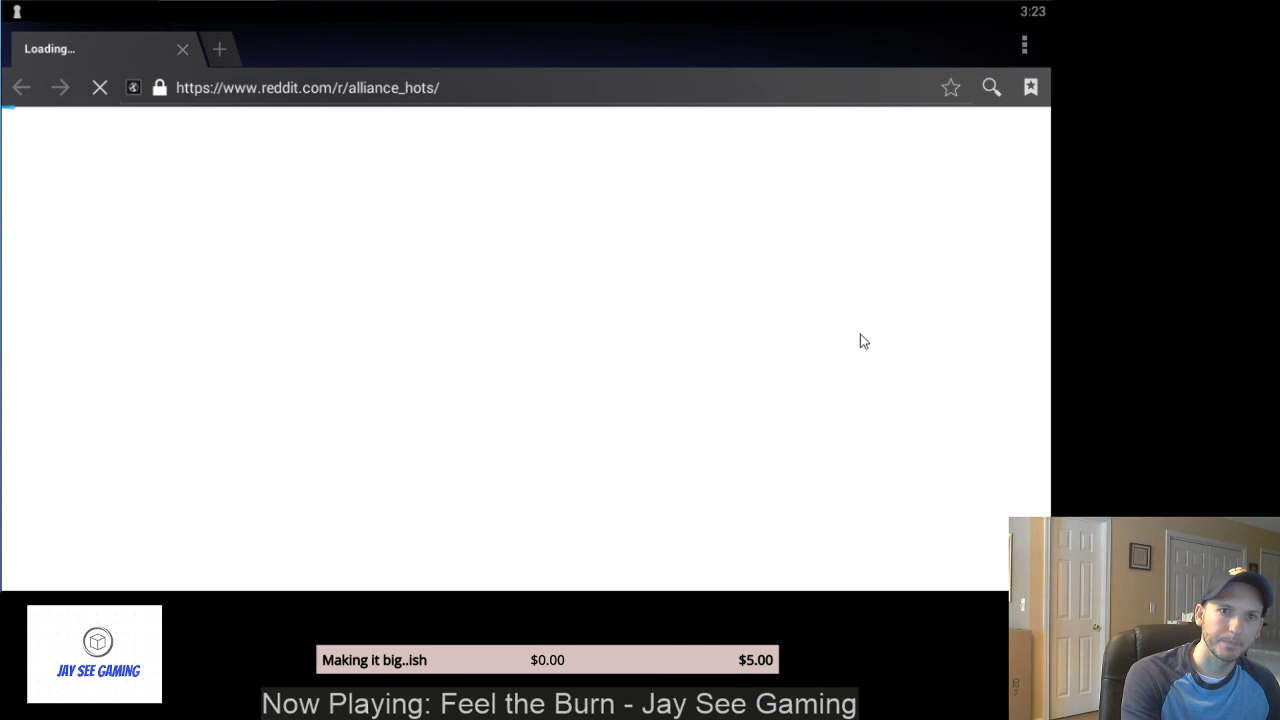 3:23
Loading...
https://www.reddit.com/r/alliance_hots/
JAY SEE GAMING
Making it big..ish $0.00 $5.00
Now Playing: Feel the Burn - Jay See Gaming